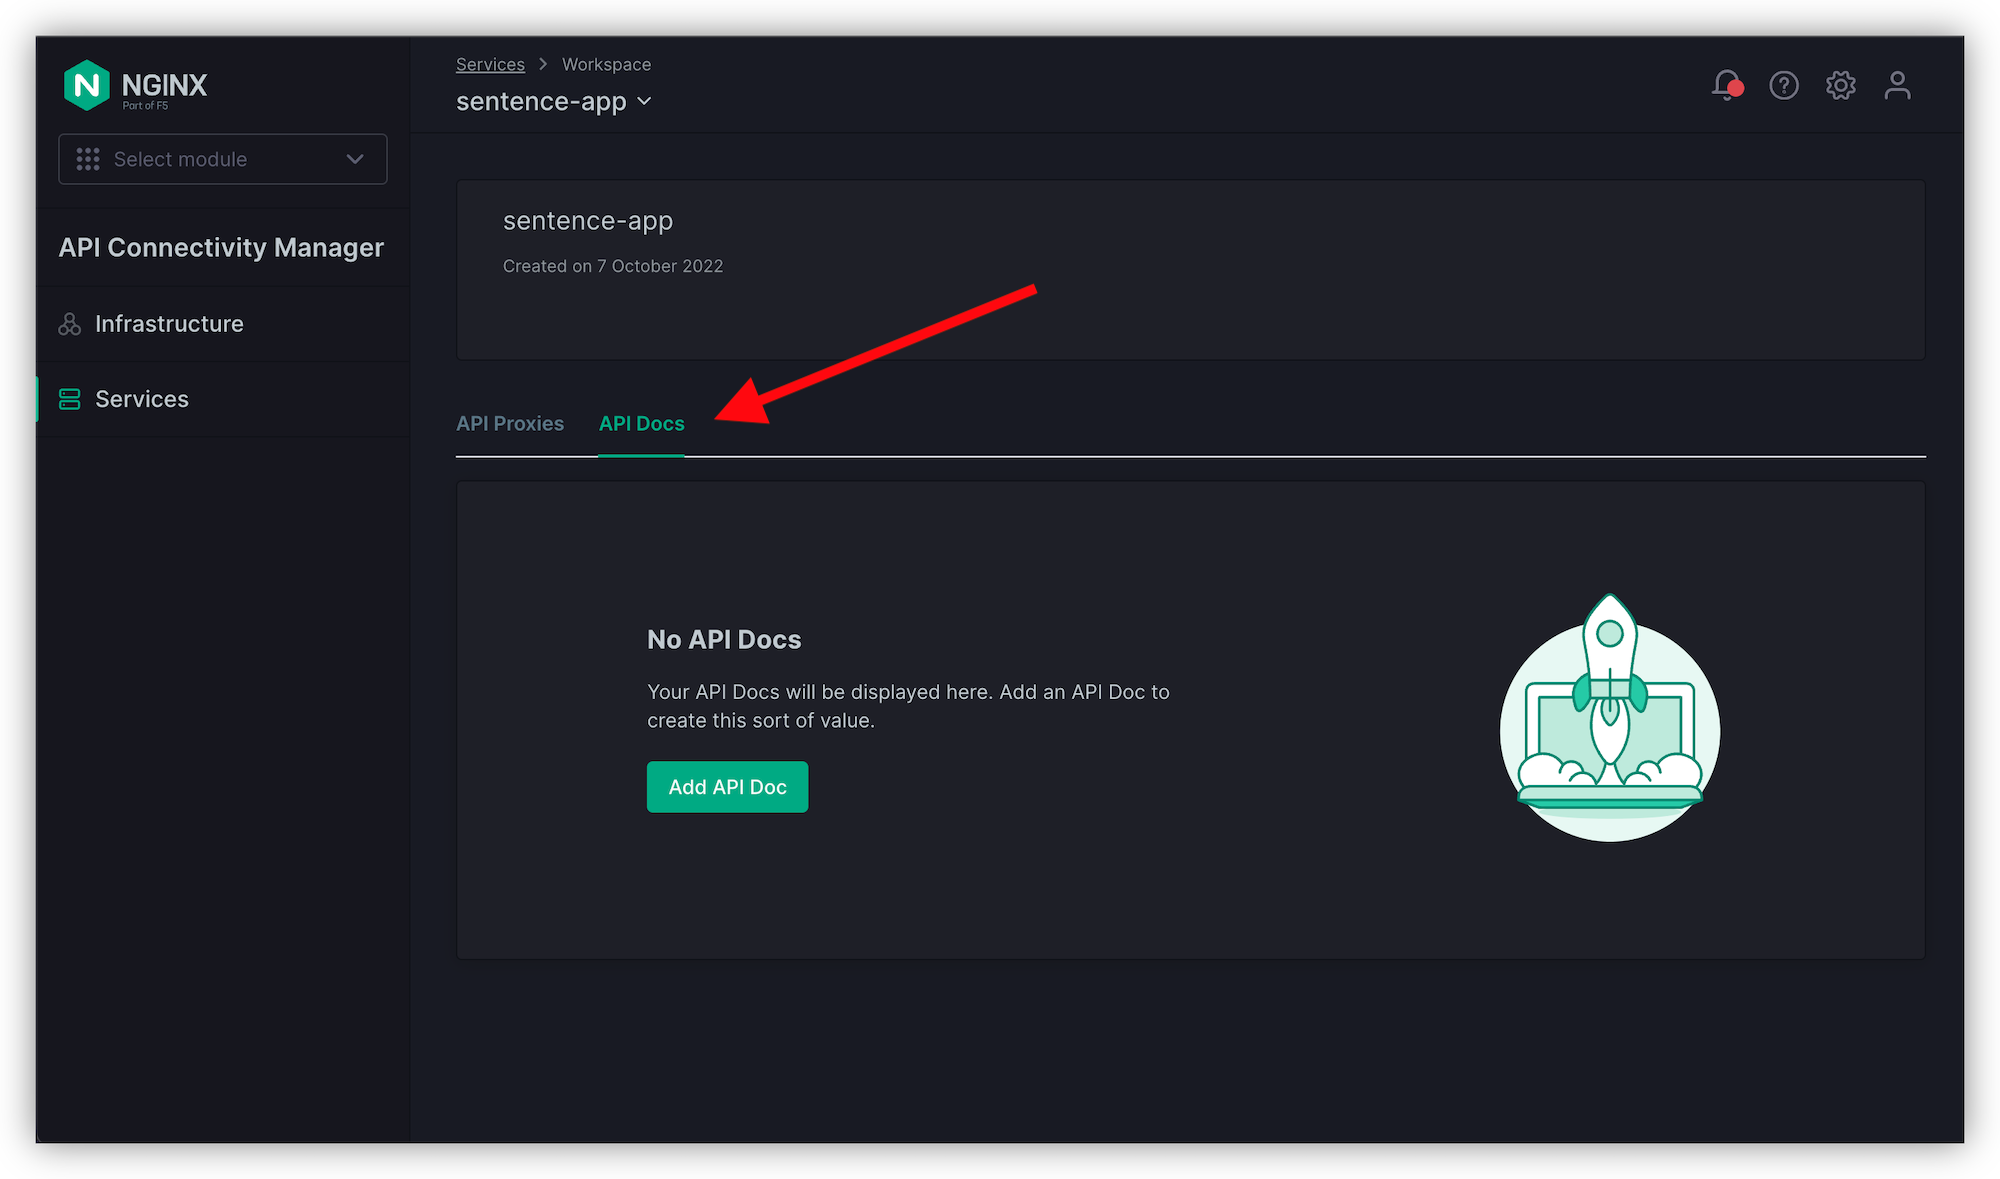 NGINX
Part of F5
Select module
API Connectivity Manager
Infrastructure
Services
Services > Workspace
sentence-app
sentence-app
Created on 7 October 2022
API Proxies
API Docs
No API Docs
Your API Docs will be displayed here. Add an API Doc to
create this sort of value.
Add API Doc